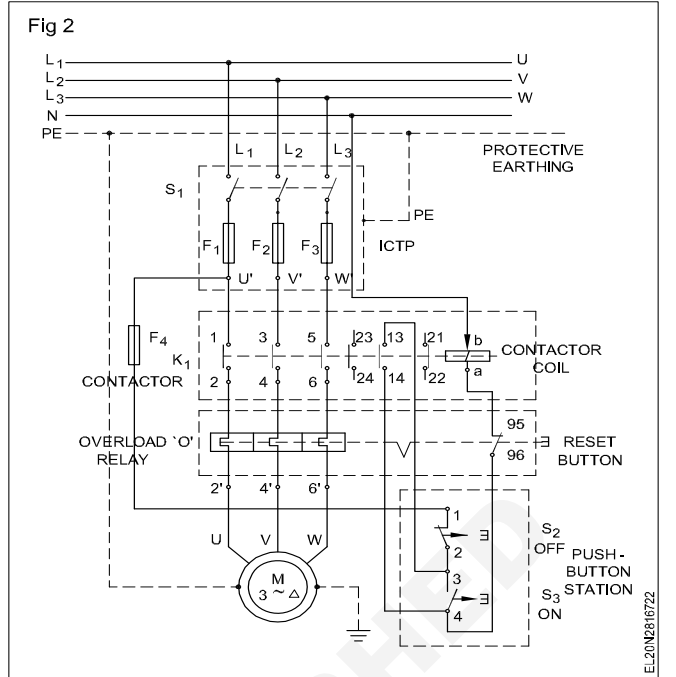 Fig 2
L1 U
L2 V
L3 W
N
PE
PROTECTIVE
EARTHING
L1 L2 L3
S1
PE
F1 F2 F3 ICTP
U' V' W'
F4
1 3 5 23 13 21 b
K1
CONTACTOR
COIL
CONTACTOR
2 4 6 24 14 22 a
95
OVERLOAD `O'
RELAY
RESET
BUTTON
96
2' 4' 6'
1
U V W
S2
OFF
2
PUSH-
BUTTON
STATION
3
M
3 ~ Δ
S3
ON
4
EL20N2816722
SHED